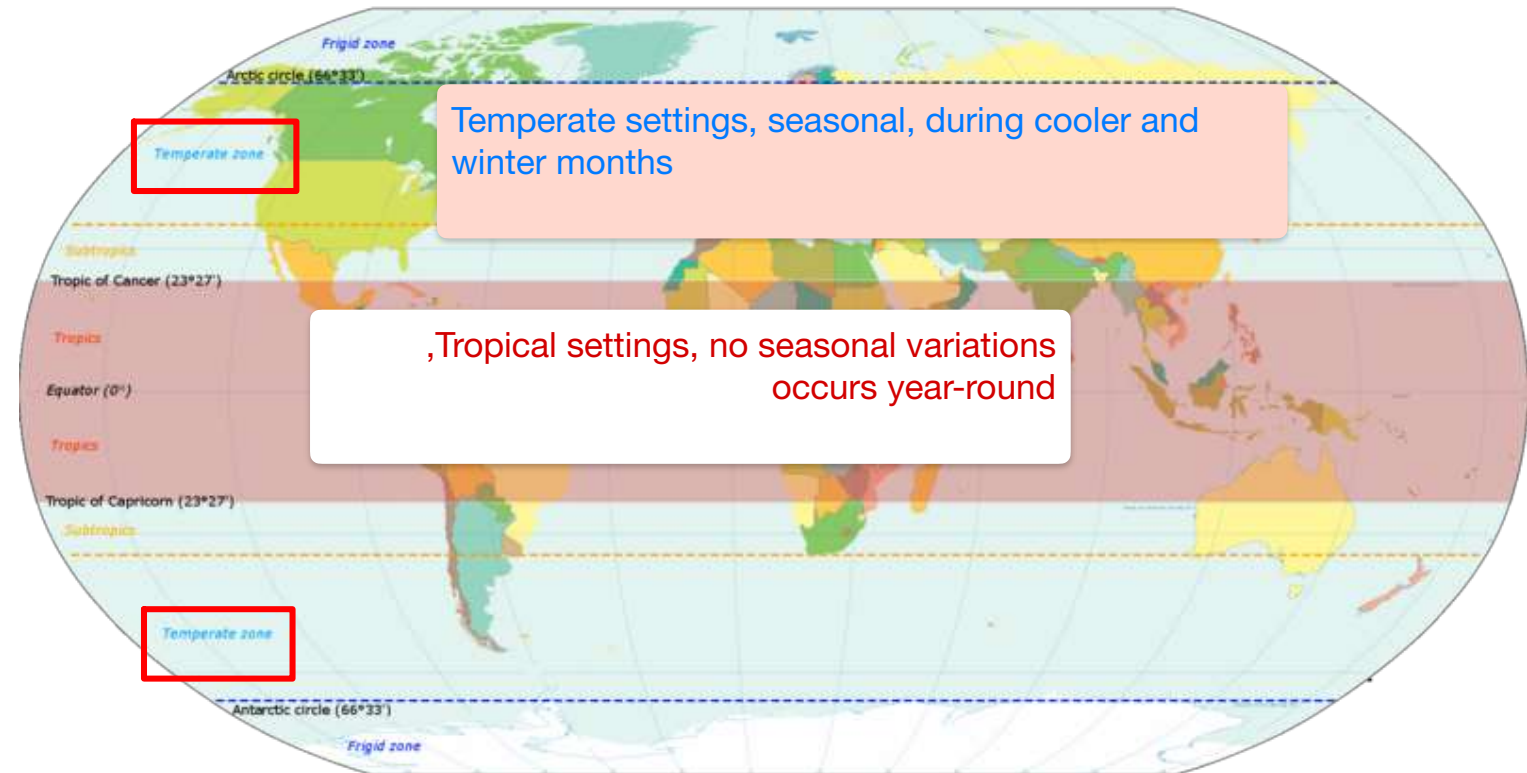 Frigid zone
Arctic circle (66°33')
Temperate settings, seasonal, during cooler and
winter months
Temperate zone
Subtropics
Tropic of Cancer (23°27')
Tropics
,Tropical settings, no seasonal variations
occurs year-round
Equator (0°)
Tropics
Tropic of Capricorn (23°27')
Subtropics
Temperate zone
Antarctic circle (66°33')
Frigid zone